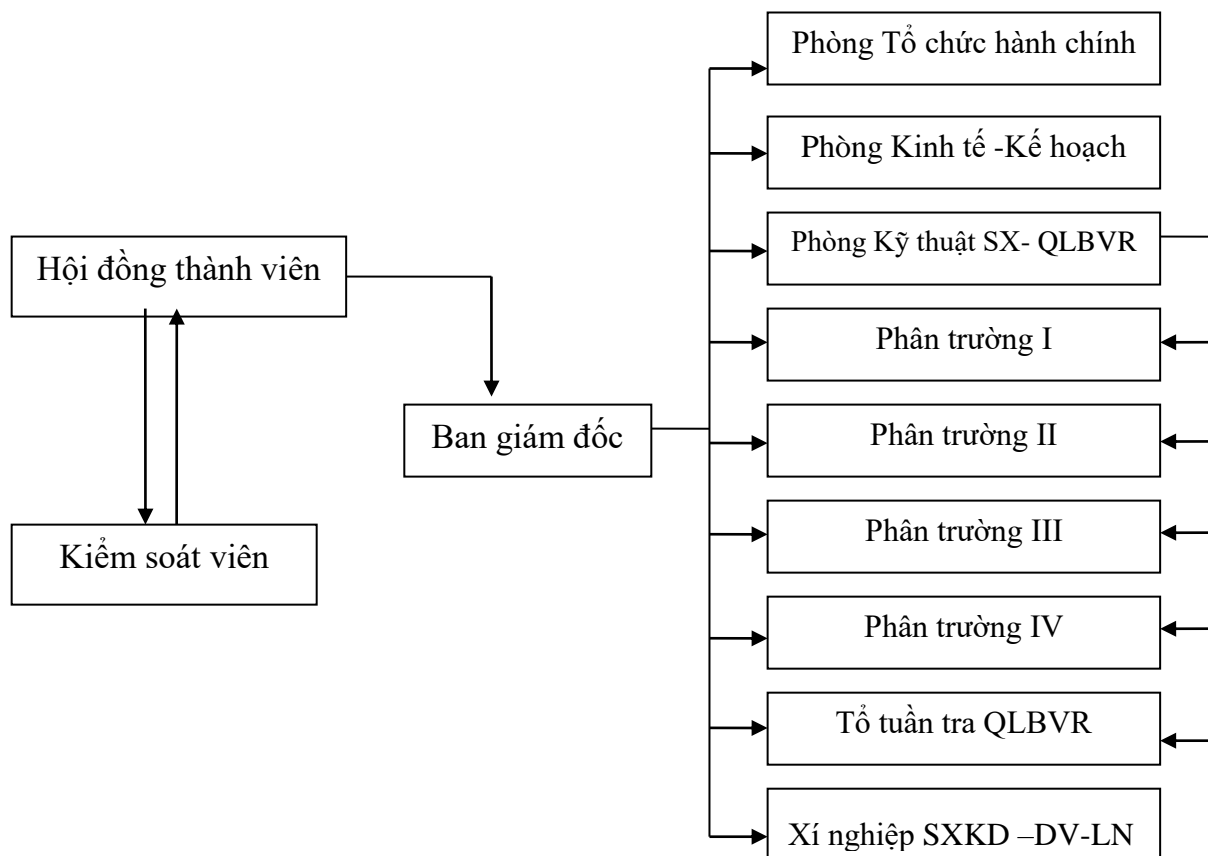 Phòng Tổ chức hành chính
Phòng Kinh tế -Kế hoạch
Phòng Kỹ thuật SX- QLBVR
Hội đồng thành viên
Phân trường I
Ban giám đốc
Phân trường II
Phân trường III
Kiểm soát viên
Phân trường IV
Tổ tuần tra QLBVR
Xí nghiệp SXKD –DV-LN